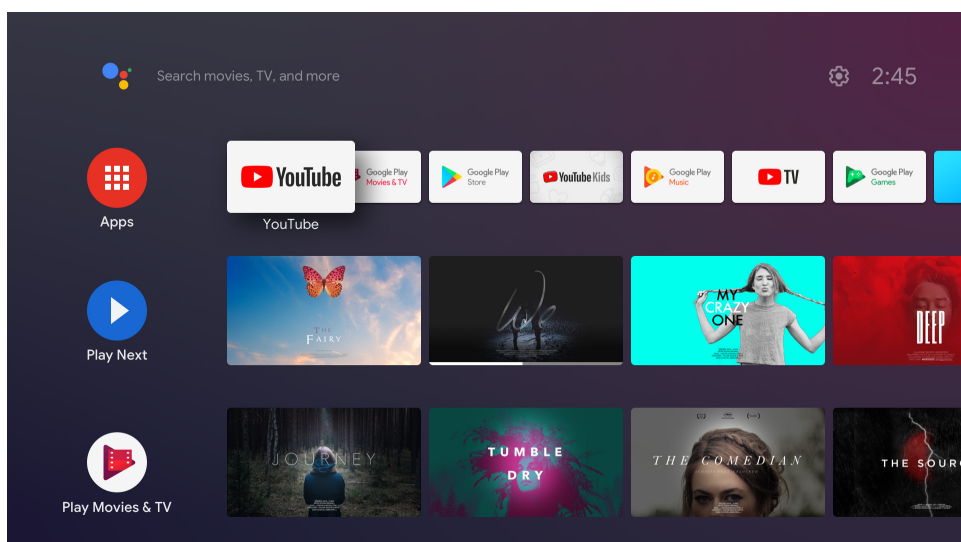 Search movies, TV, and more
2:45
YouTube
Google Play
Movies & TV
Google Play
Store
YouTube Kids
Google Play
Music
TV
Google Play
Games
Apps
YouTube
THE
FAIRY
We
MY
CRAZY
ONE
DEEP
Play Next
JOURNEY
TUMBLE
DRY
THE COMEDIAN
THE SOUR
Play Movies & TV